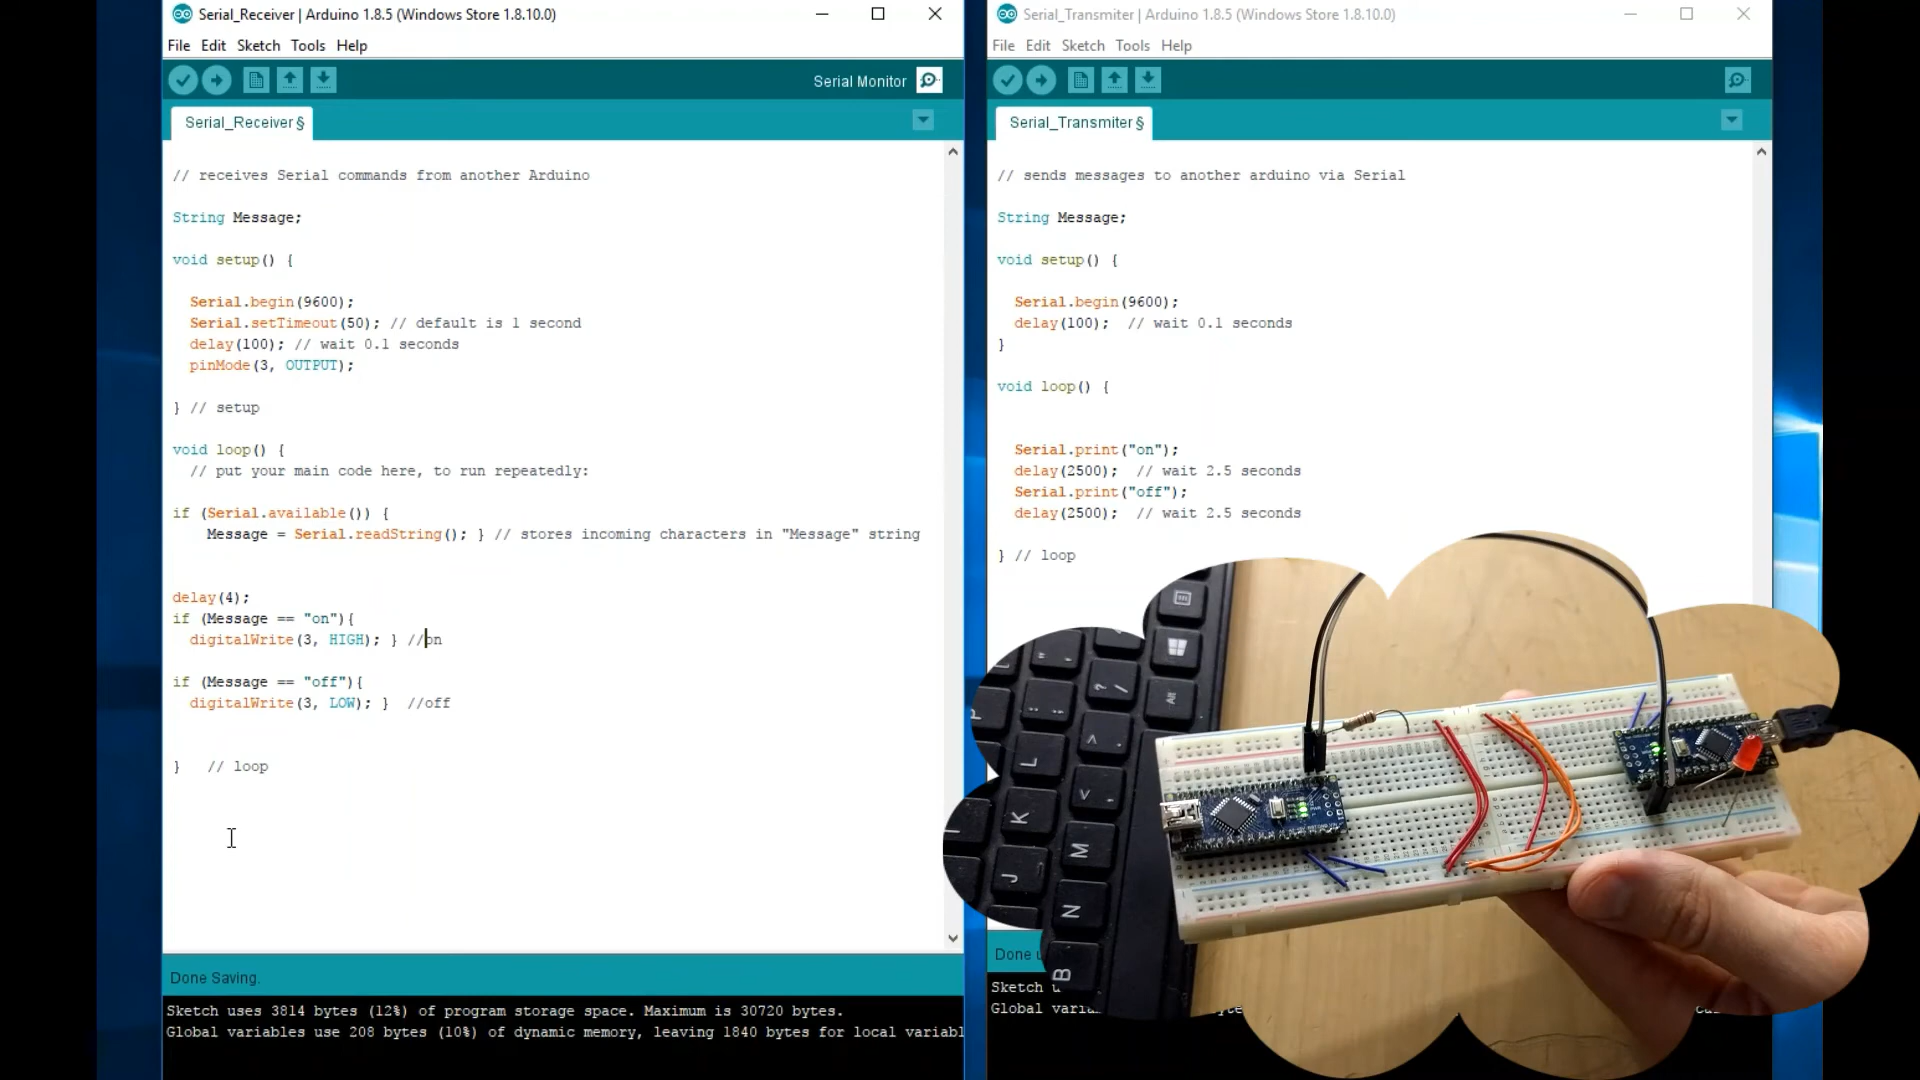 Serial_Receiver | Arduino 1.8.5 (Windows Store 1.8.10.0)
File Edit Sketch Tools Help
Serial Monitor
Serial_Receiver §
// receives Serial commands from another Arduino
String Message;
void setup() {
Serial.begin(9600);
Serial.setTimeout(50); // default is 1 second
delay(100); // wait 0.1 seconds
pinMode(3, OUTPUT);
} // setup
void loop() {
// put your main code here, to run repeatedly:
if (Serial.available()) {
Message = Serial.readString(); } // stores incoming characters in "Message" string
delay(4);
if (Message == "on"){
digitalWrite(3, HIGH); } //on
if (Message == "off"){
digitalWrite(3, LOW); } //off
} // loop
Done Saving.
Sketch uses 3814 bytes (12%) of program storage space. Maximum is 30720 bytes.
Global variables use 208 bytes (10%) of dynamic memory, leaving 1840 bytes for local variabl
Serial_Transmiter | Arduino 1.8.5 (Windows Store 1.8.10.0)
File Edit Sketch Tools Help
Serial_Transmiter §
// sends messages to another arduino via Serial
String Message;
void setup() {
Serial.begin(9600);
delay(100); // wait 0.1 seconds
}
void loop() {
Serial.print("on");
delay(2500); // wait 2.5 seconds
Serial.print("off");
delay(2500); // wait 2.5 seconds
} // loop
Done
Sketch
Global
Alt
L
K
J
M
N
B